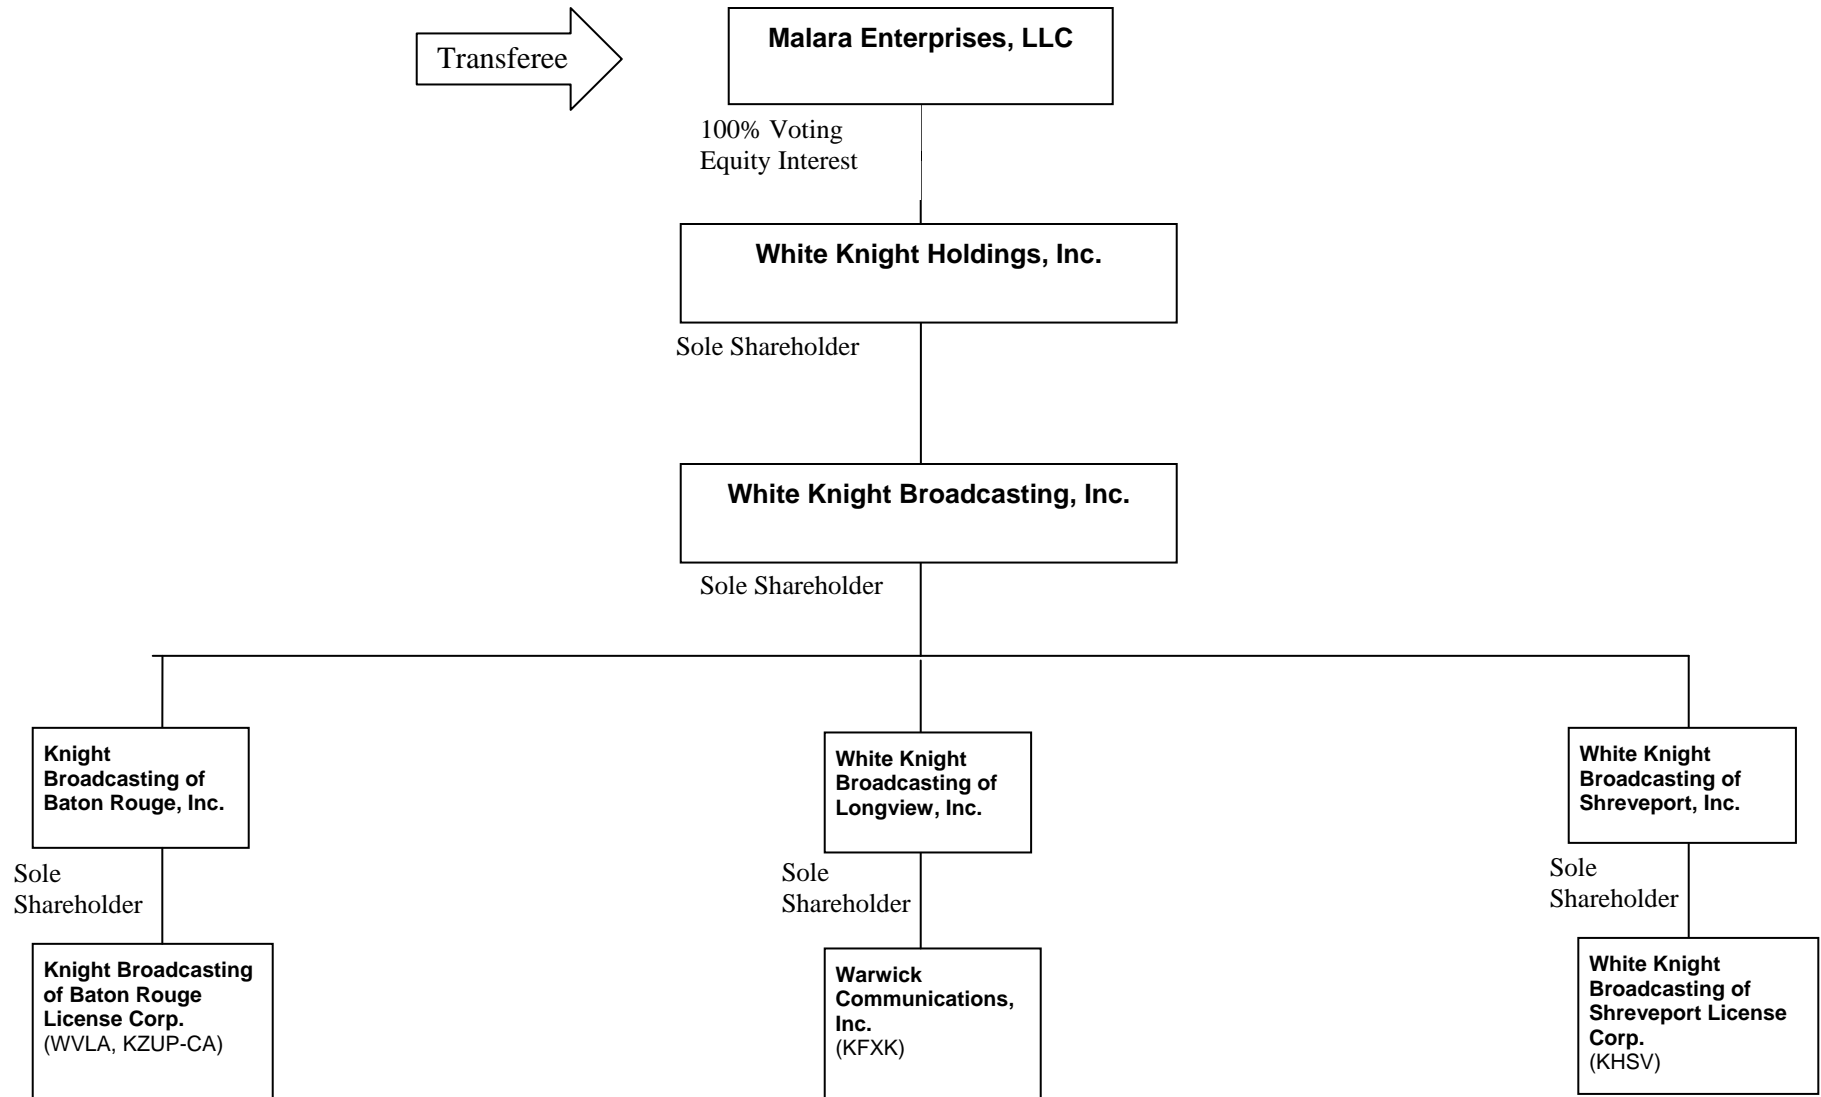 Transferee
Malara Enterprises, LLC
100% Voting
Equity Interest
White Knight Holdings, Inc.
Sole Shareholder
White Knight Broadcasting, Inc.
Sole Shareholder
Knight
Broadcasting of
Baton Rouge, Inc.
White Knight
Broadcasting of
Longview, Inc.
White Knight
Broadcasting of
Shreveport, Inc.
Sole
Shareholder
Sole
Shareholder
Sole
Shareholder
Knight Broadcasting
of Baton Rouge
License Corp.
(WVLA, KZUP-CA)
Warwick
Communications,
Inc.
(KFXK)
White Knight
Broadcasting of
Shreveport License
Corp.
(KHSV)